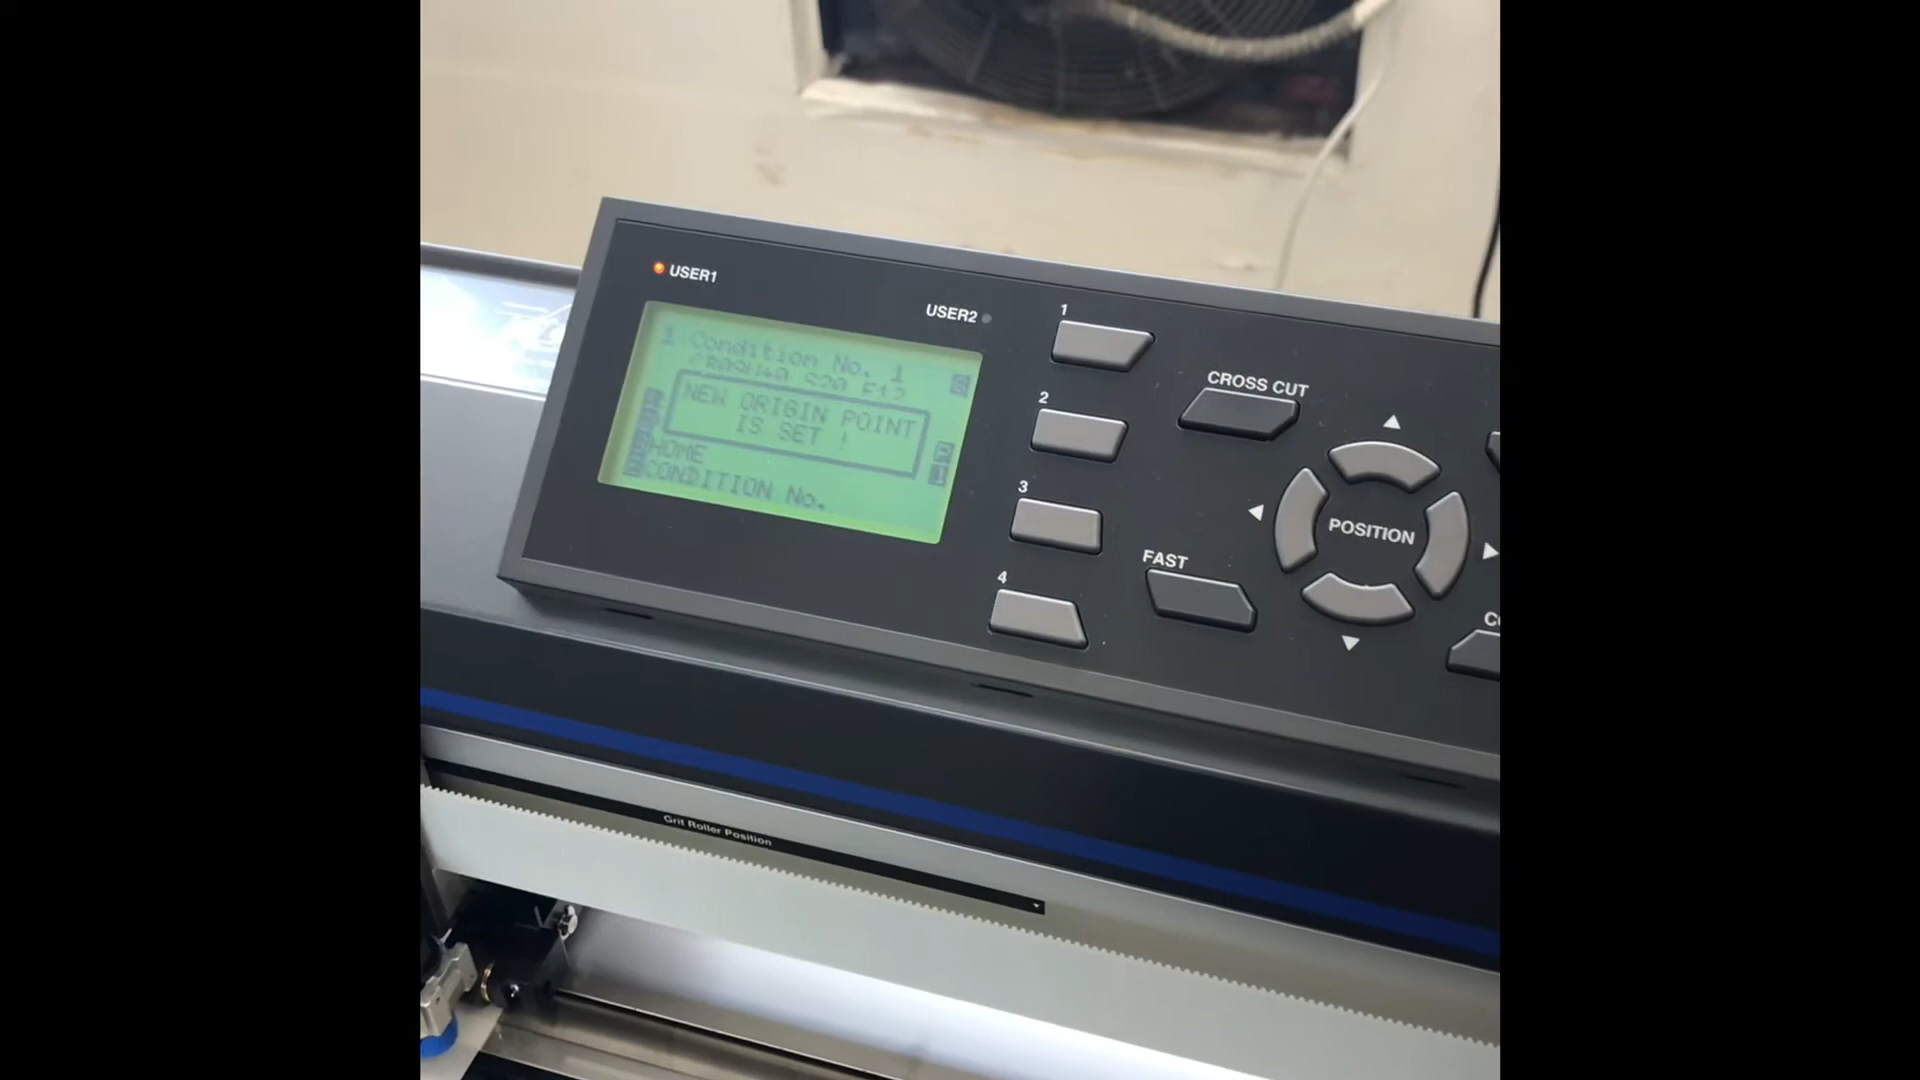 USER1
USER2
1 Condition No. 1
NEW ORIGIN POINT
IS SET !
HOME
CONDITION No.
1
2
3
4
CROSS CUT
POSITION
FAST
Grit Roller Position